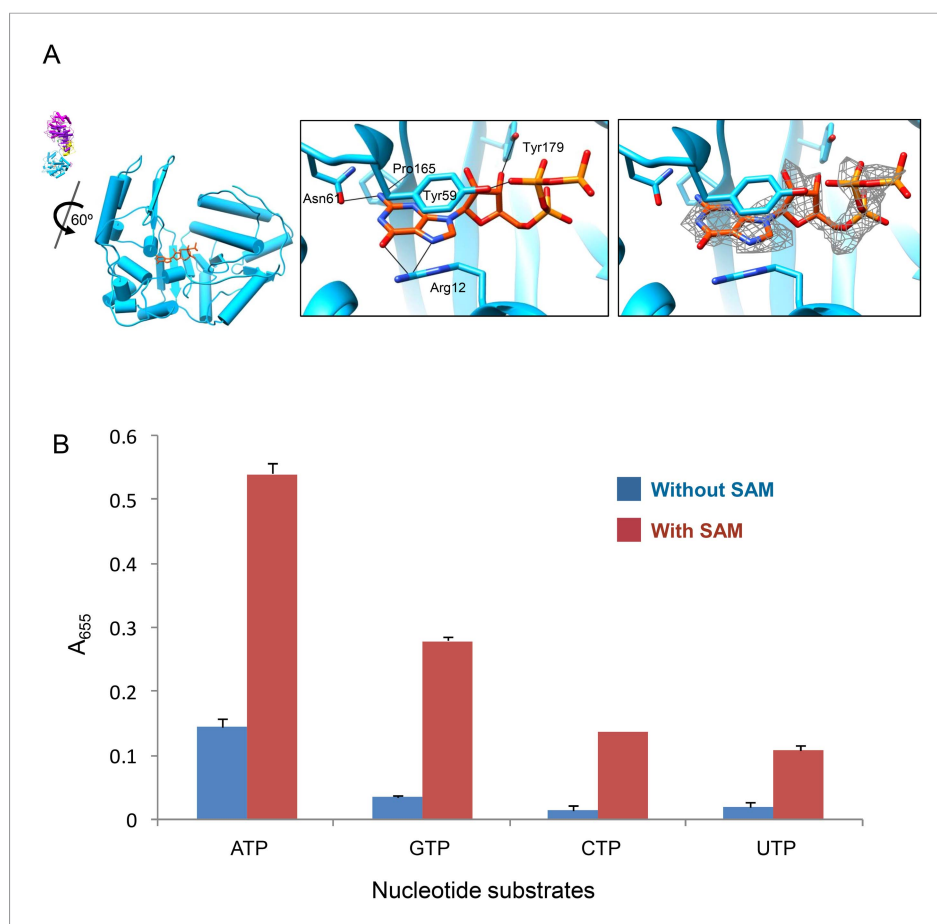 A
60º
Pro165
Tyr179
Asn61
Tyr59
Arg12
B
0.6
0.5
0.4
0.3
0.2
0.1
0
A655
Without SAM
With SAM
ATP GTP CTP UTP
Nucleotide substrates